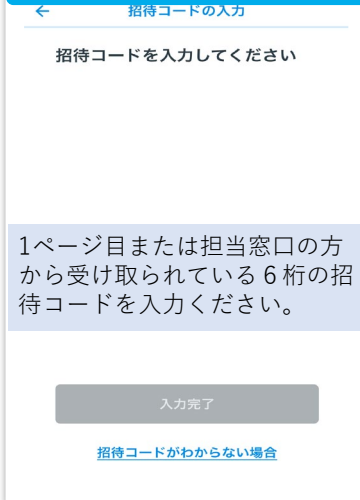 招待コードの入力
招待コードを入力してください
1ページ目または担当窓口の方
から受け取られている６桁の招
待コードを入力ください。
入力完了
招待コードがわからない場合